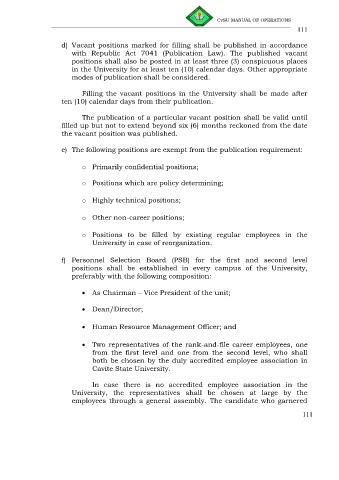 CvSU MANUAL OF OPERATIONS
111
d) Vacant positions marked for filling shall be published in accordance
with Republic Act 7041 (Publication Law). The published vacant
positions shall also be posted in at least three (3) conspicuous places
in the University for at least ten (10) calendar days. Other appropriate
modes of publication shall be considered.
Filling the vacant positions in the University shall be made after
ten (10) calendar days from their publication.
The publication of a particular vacant position shall be valid until
filled up but not to extend beyond six (6) months reckoned from the date
the vacant position was published.
e) The following positions are exempt from the publication requirement:
o Primarily confidential positions;
o Positions which are policy determining;
o Highly technical positions;
o Other non-career positions;
o Positions to be filled by existing regular employees in the
University in case of reorganization.
f) Personnel Selection Board (PSB) for the first and second level
positions shall be established in every campus of the University,
preferably with the following composition:
• As Chairman – Vice President of the unit;
• Dean/Director;
• Human Resource Management Officer; and
• Two representatives of the rank-and-file career employees, one
from the first level and one from the second level, who shall
both be chosen by the duly accredited employee association in
Cavite State University.
In case there is no accredited employee association in the
University, the representatives shall be chosen at large by the
employees through a general assembly. The candidate who garnered
111